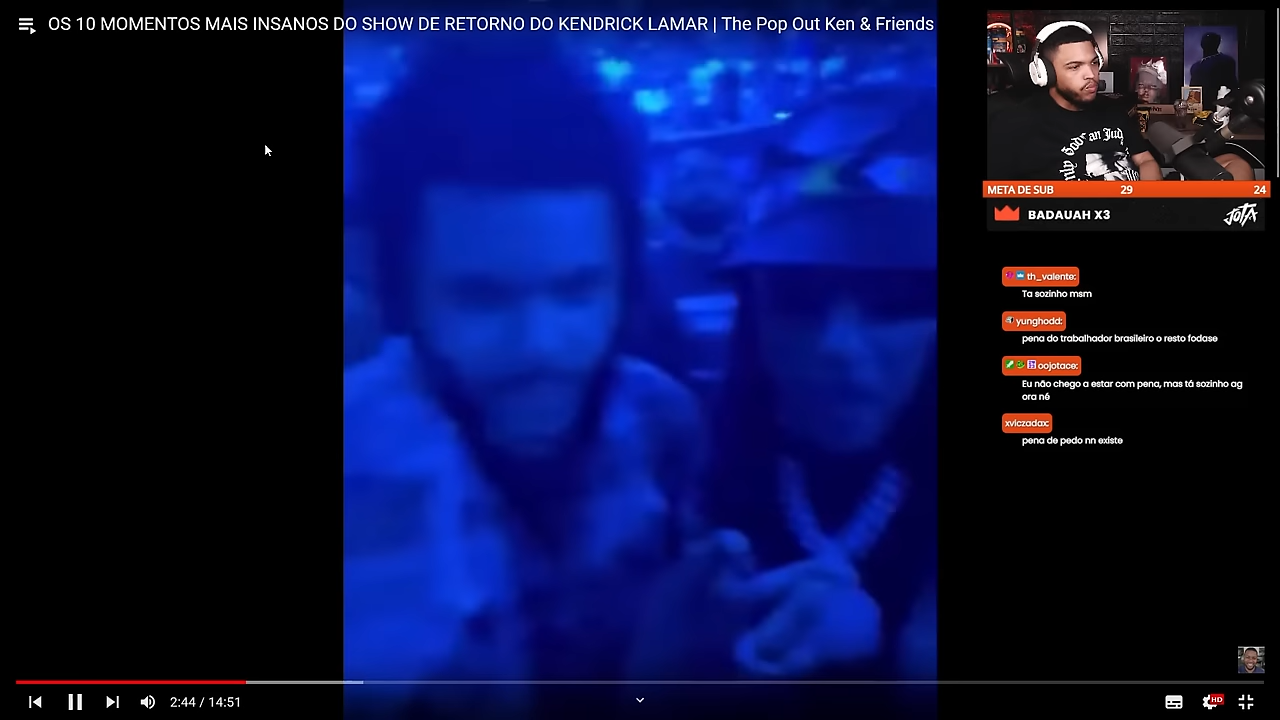 OS 10 MOMENTOS MAIS INSANOS DO SHOW DE RETORNO DO KENDRICK LAMAR | The Pop Out Ken & Friends
META DE SUB 29 24
BADAUAH X3 JOTA
th_valente:
Ta sozinho msm
yunghodd:
pena do trabalhador brasileiro o resto fodase
oojotace:
Eu não chego a estar com pena, mas tá sozinho ag
ora né
xviczadax:
pena de pedo nn existe
2:44 / 14:51
HD